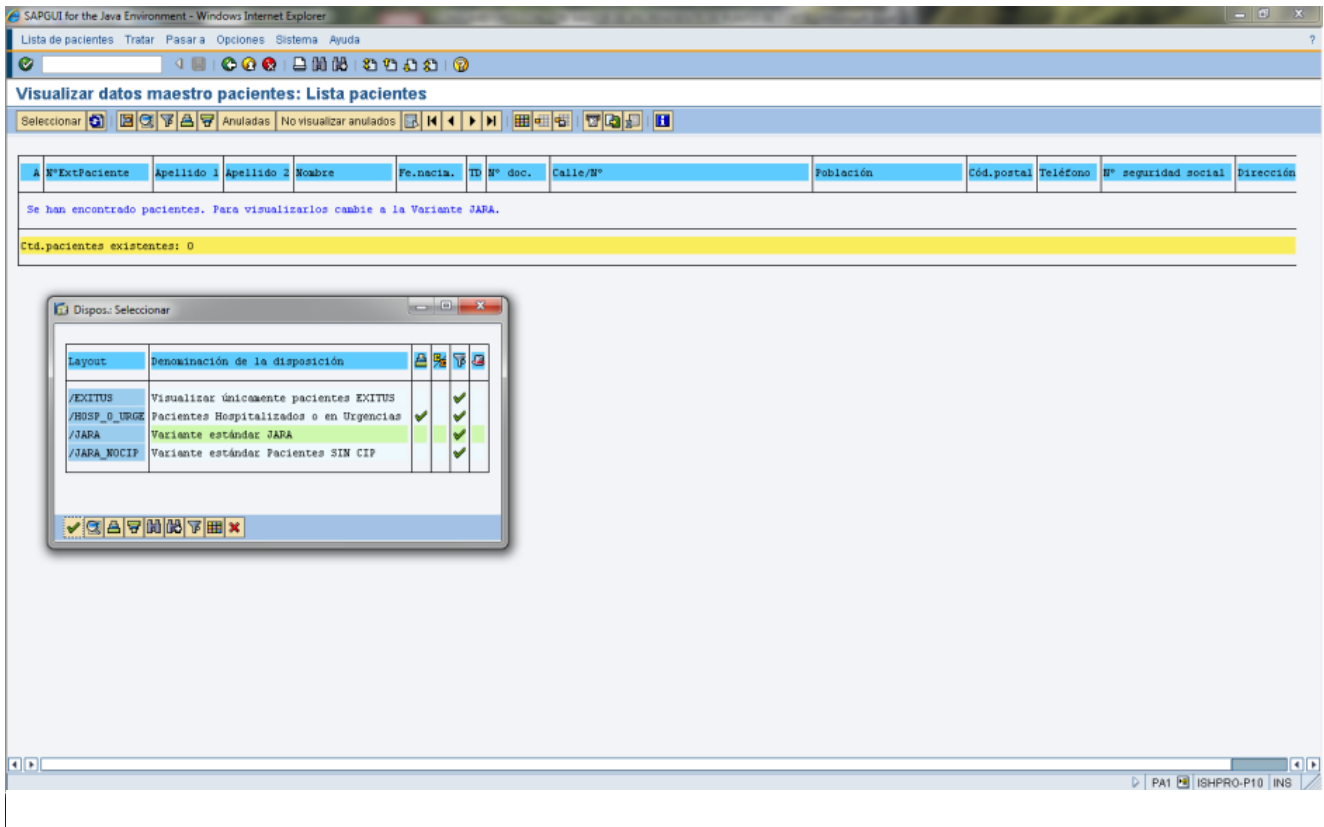 SAPGUI for the Java Environment - Windows Internet Explorer
Lista de pacientes Tratar Pasar a Opciones Sistema Ayuda ?
Visualizar datos maestro pacientes: Lista pacientes
Seleccionar Anuladas No visualizar anulados
A NºExtPaciente Apellido 1 Apellido 2 Nombre Fe.nacim. TD Nº doc. Calle/Nº Población Cód.postal Teléfono Nº seguridad social Dirección
Se han encontrado pacientes. Para visualizarlos cambie a la Variante JARA.
Ctd.pacientes existentes: 0
Dispos.: Seleccionar
Layout Denominación de la disposición
/EXITUS Visualizar únicamente pacientes EXITUS
/HOSP_O_URGE Pacientes Hospitalizados o en Urgencias
/JARA Variante estándar JARA
/JARA_NOCIP Variante estándar Pacientes SIN CIP
PA1 ISHPRO-P10 INS